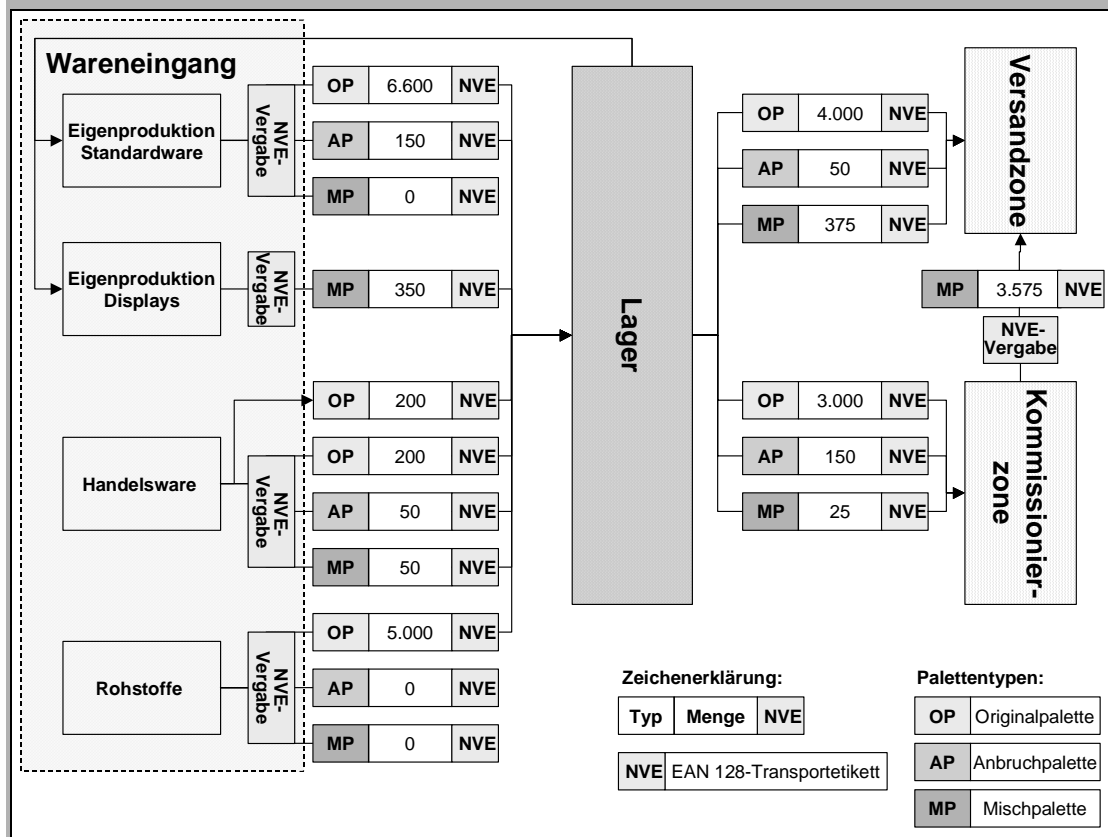 Wareneingang
Eigenproduktion
Standardware
NVE-
Vergabe
OP 6.600 NVE
AP 150 NVE
MP 0 NVE
Eigenproduktion
Displays
NVE-
Vergabe
MP 350 NVE
Handelsware
NVE-
Vergabe
OP 200 NVE
OP 200 NVE
AP 50 NVE
MP 50 NVE
Rohstoffe
NVE-
Vergabe
OP 5.000 NVE
AP 0 NVE
MP 0 NVE
Lager
OP 4.000 NVE
AP 50 NVE
MP 375 NVE
Versandzone
MP 3.575 NVE
NVE-
Vergabe
OP 3.000 NVE
AP 150 NVE
MP 25 NVE
Kommissionier-
zone
Zeichenerklärung:
Typ Menge NVE
NVE EAN 128-Transportetikett
Palettentypen:
OP Originalpalette
AP Anbruchpalette
MP Mischpalette